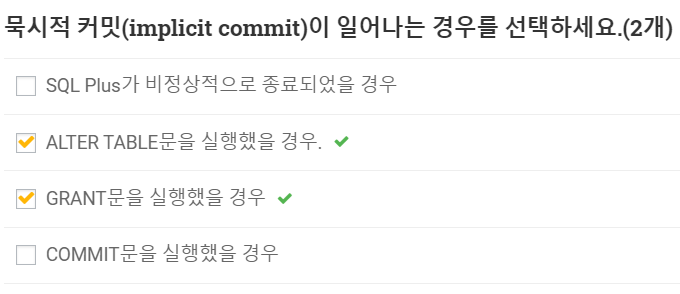 묵시적 커밋(implicit commit)이 일어나는 경우를 선택하세요.(2개)
SQL Plus가 비정상적으로 종료되었을 경우
ALTER TABLE문을 실행했을 경우.
GRANT문을 실행했을 경우
COMMIT문을 실행했을 경우